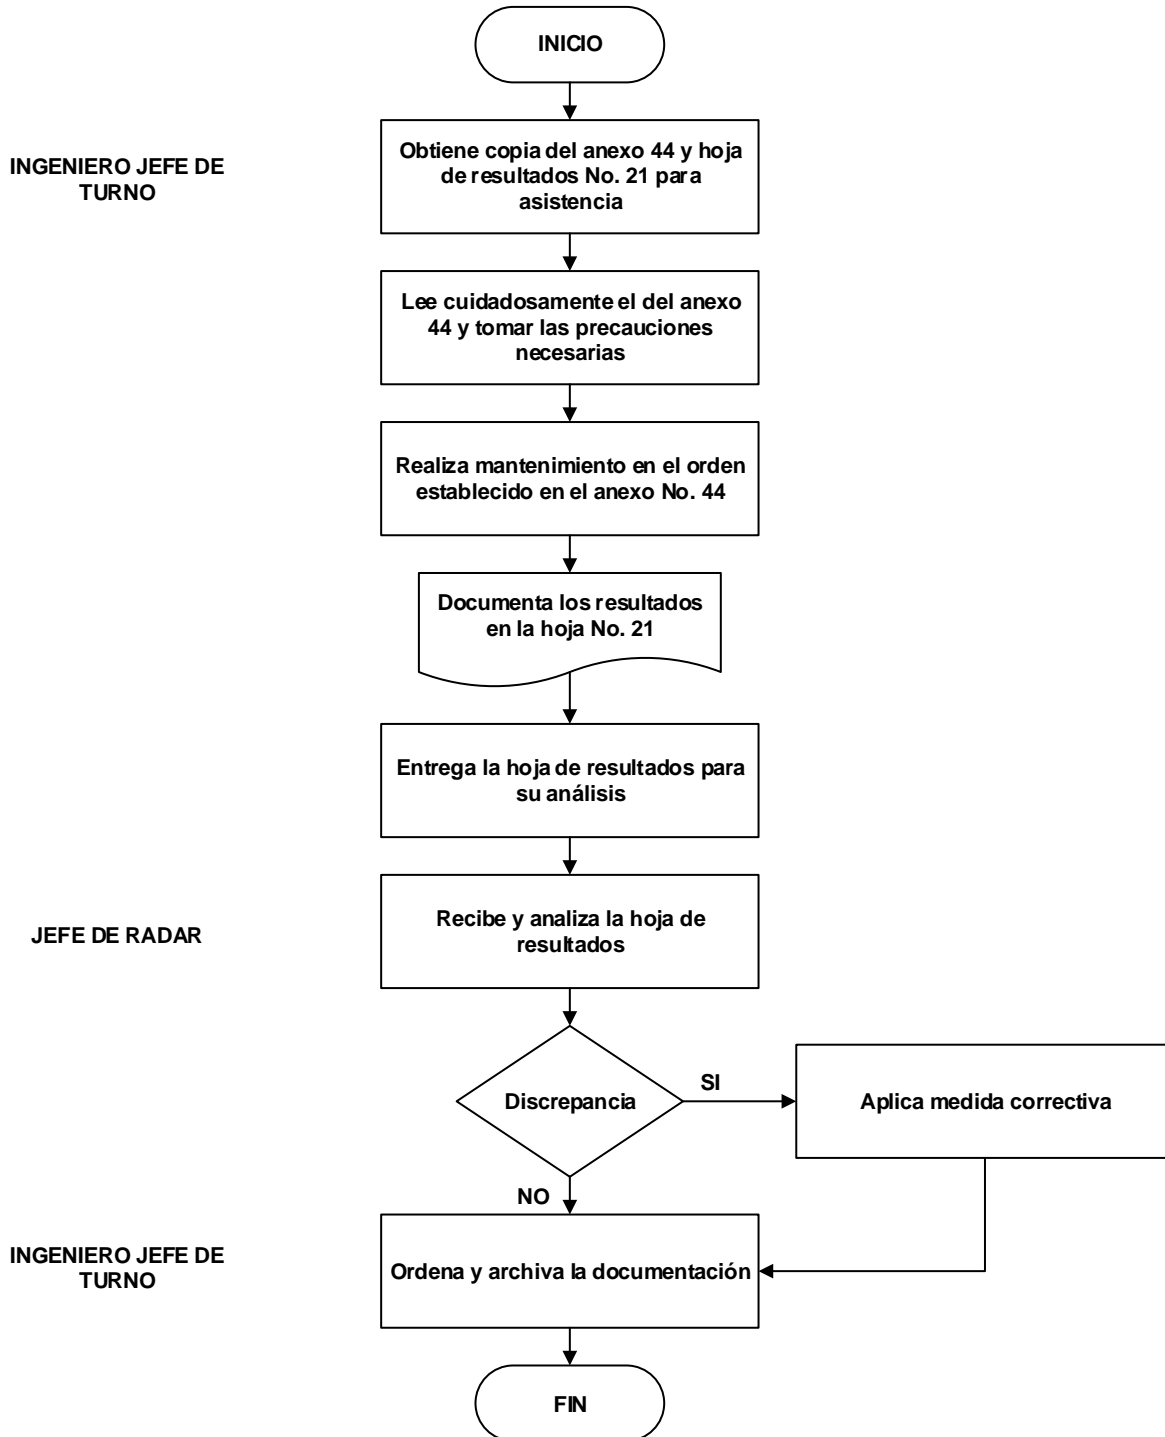 INICIO
INGENIERO JEFE DE
TURNO
Obtiene copia del anexo 44 y hoja
de resultados No. 21 para
asistencia
Lee cuidadosamente el del anexo
44 y tomar las precauciones
necesarias
Realiza mantenimiento en el orden
establecido en el anexo No. 44
Documenta los resultados
en la hoja No. 21
Entrega la hoja de resultados para
su análisis
JEFE DE RADAR
Recibe y analiza la hoja de
resultados
Discrepancia
SI
Aplica medida correctiva
NO
INGENIERO JEFE DE
TURNO
Ordena y archiva la documentación
FIN